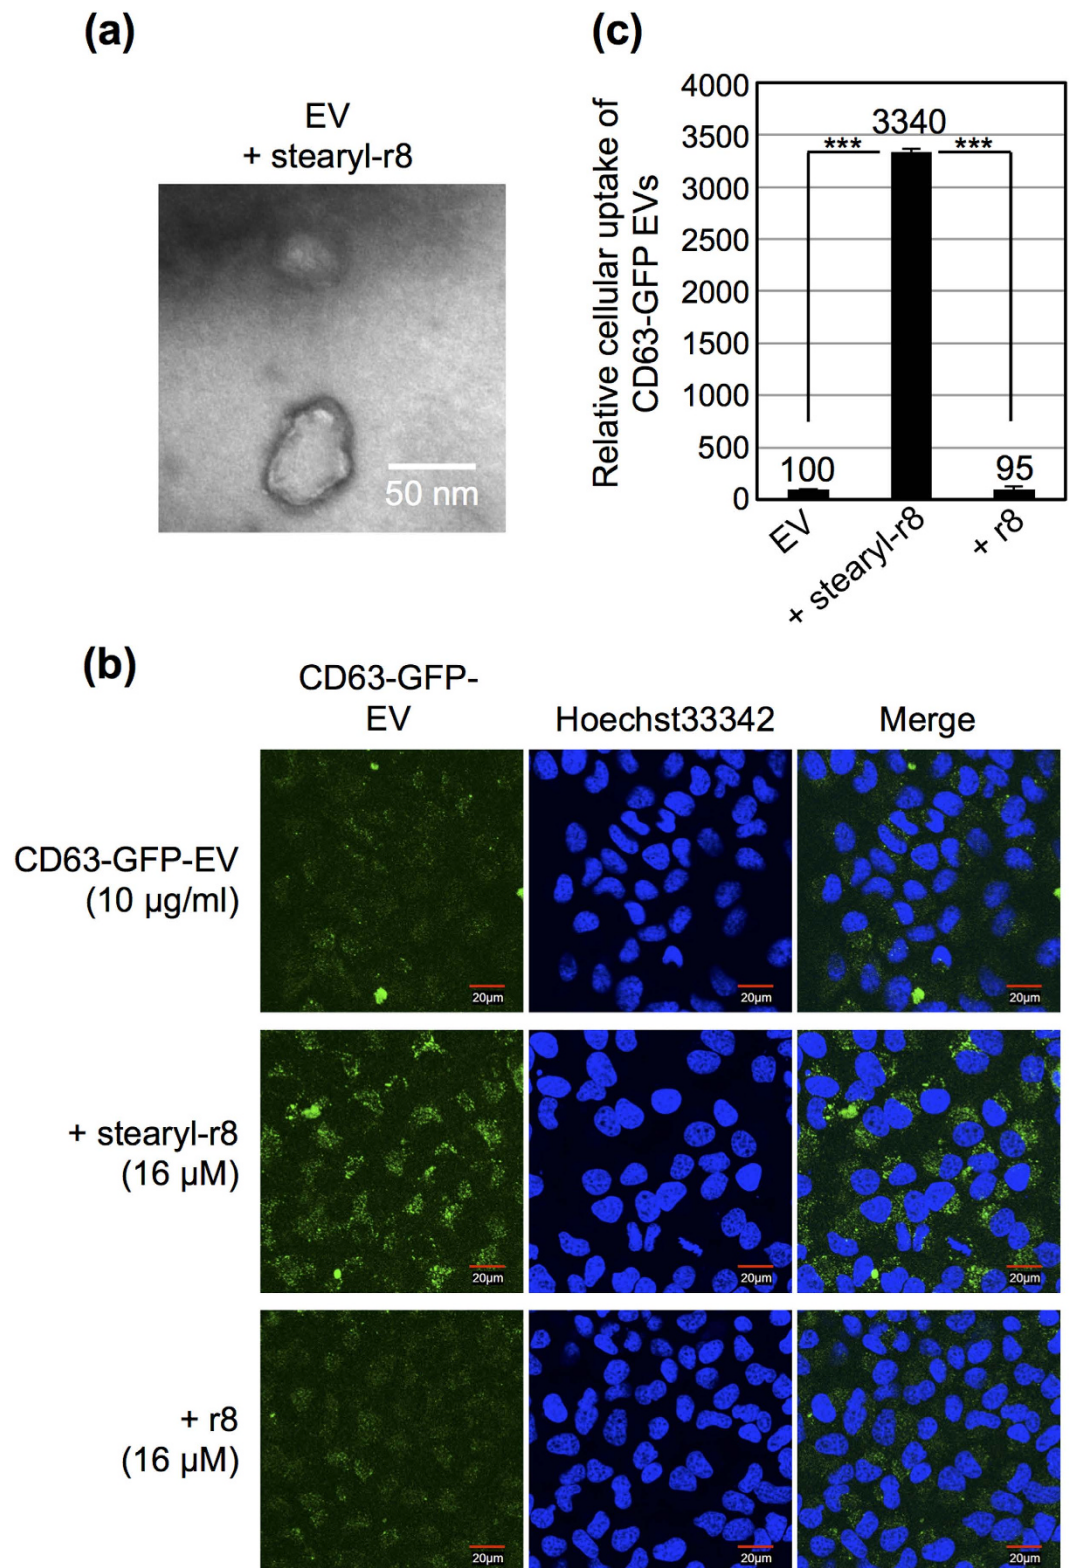 (a)
EV
+ stearyl-r8
50 nm
(c)
Relative cellular uptake of
CD63-GFP EVs
4000
3500
3000
2500
2000
1500
1000
500
0
3340
***
***
100
95
EV
+ stearyl-r8
+ r8
(b)
CD63-GFP-
EV
Hoechst33342
Merge
CD63-GFP-EV
(10 µg/ml)
20µm
20µm
20µm
+ stearyl-r8
(16 µM)
20µm
20µm
20µm
+ r8
(16 µM)
20µm
20µm
20µm